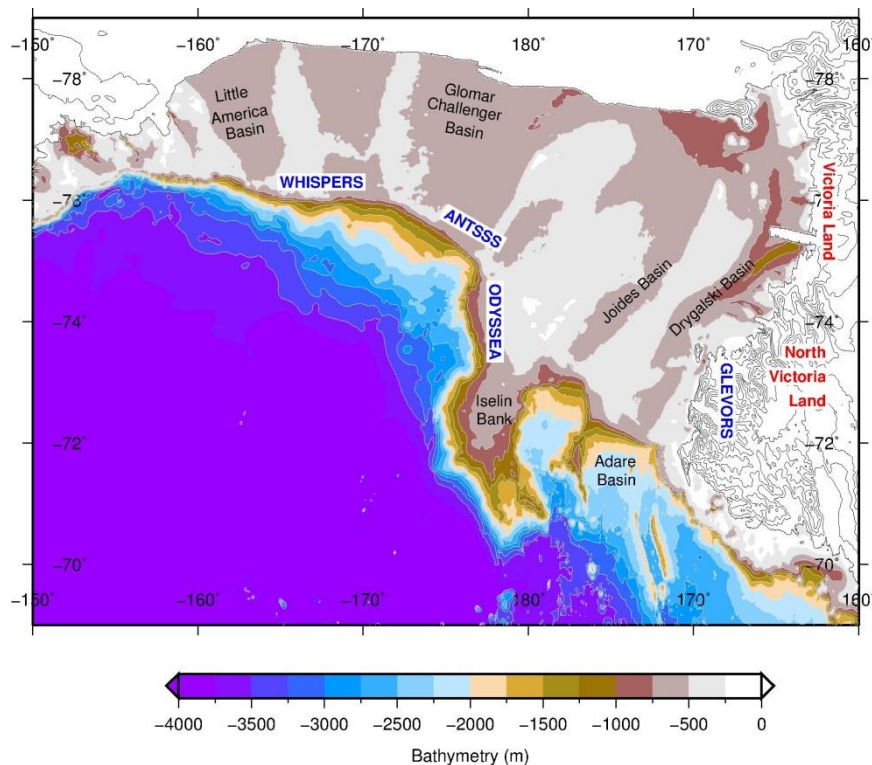 −150˚ −160˚ −170˚ 180˚ 170˚ 160˚
−78˚ −78˚
Little
America
Basin
Glomar
Challenger
Basin
−76˚
WHISPERS
ANTSSS
ODYSSEA
Joides Basin
Drygalski Basin
Victoria Land
−74˚ −74˚
North
Victoria
Land
GLEVORS
Iselin
Bank
−72˚ −72˚
Adare
Basin
−70˚ −70˚
−150˚ −160˚ −170˚ 180˚ 170˚ 160˚
−4000 −3500 −3000 −2500 −2000 −1500 −1000 −500 0
Bathymetry (m)